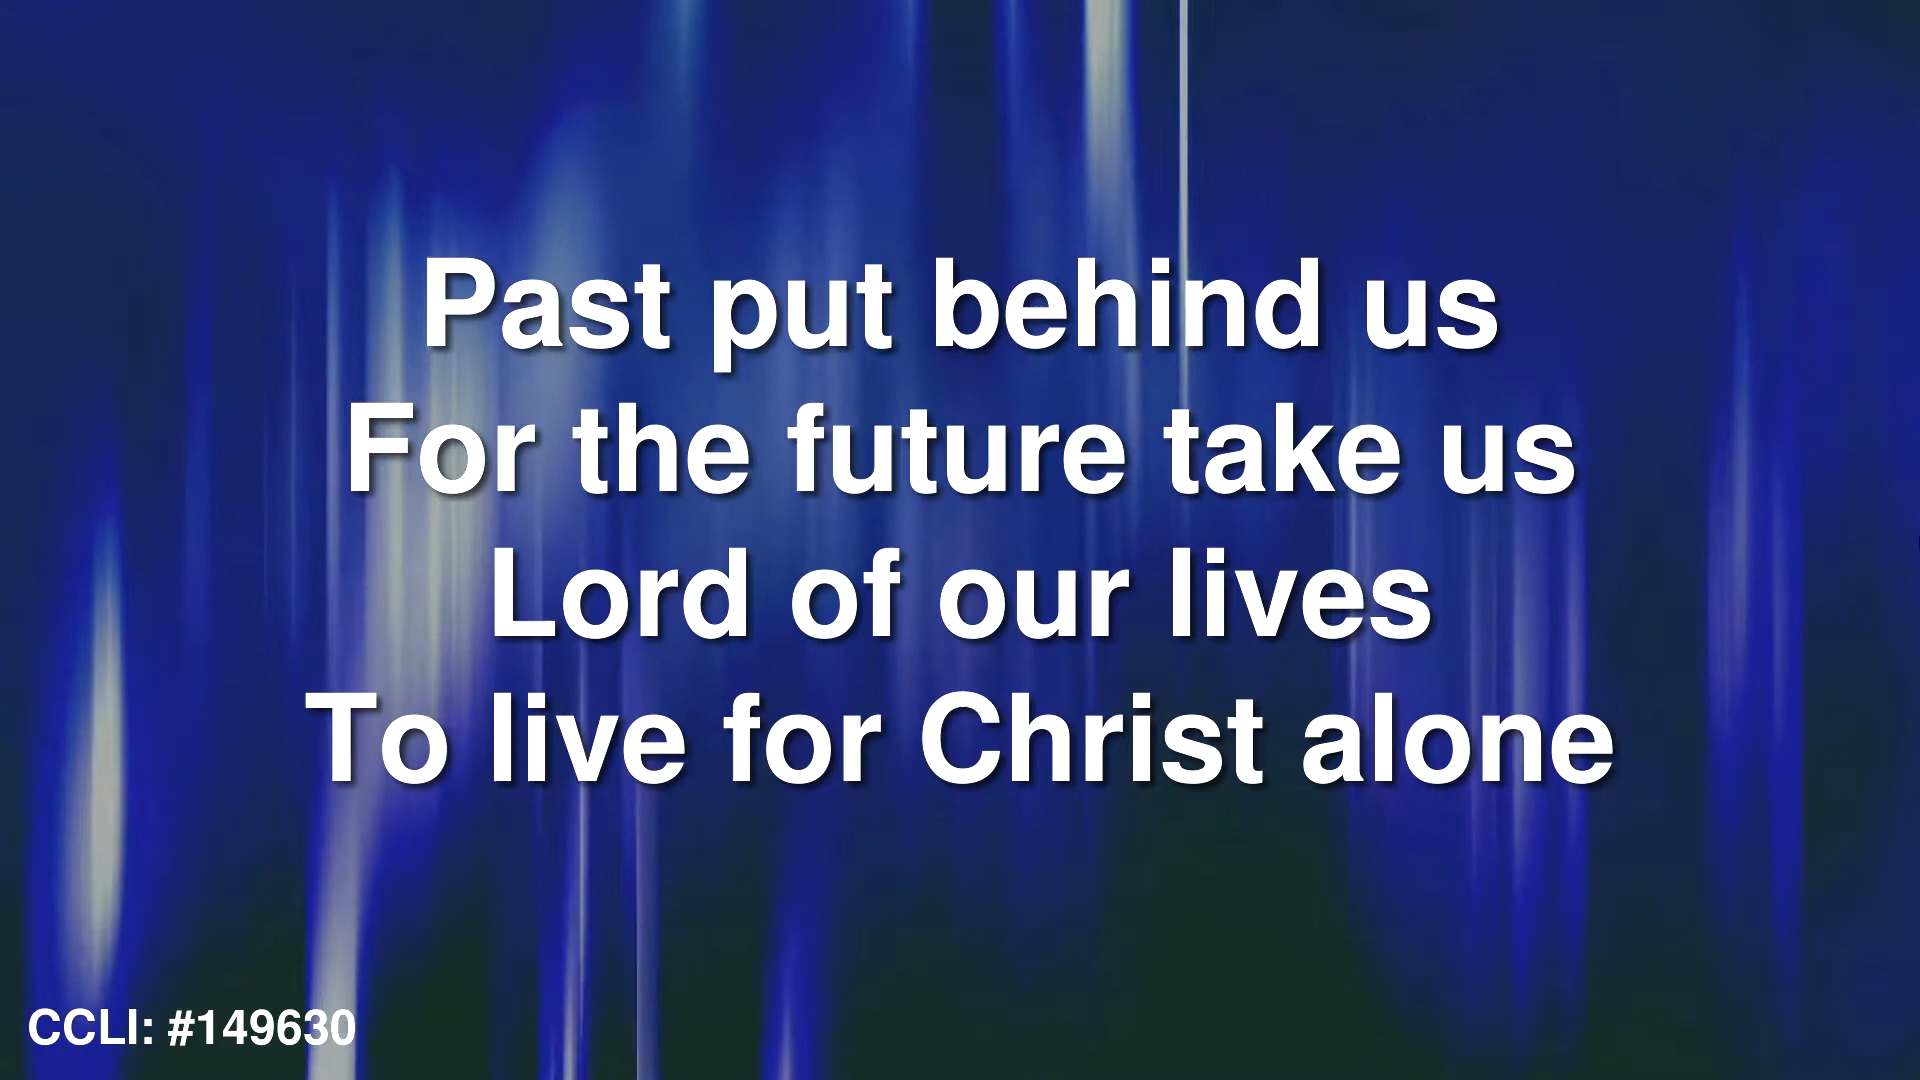 Past put behind us
For the future take us
Lord of our lives
To live for Christ alone
CCLI: #149630